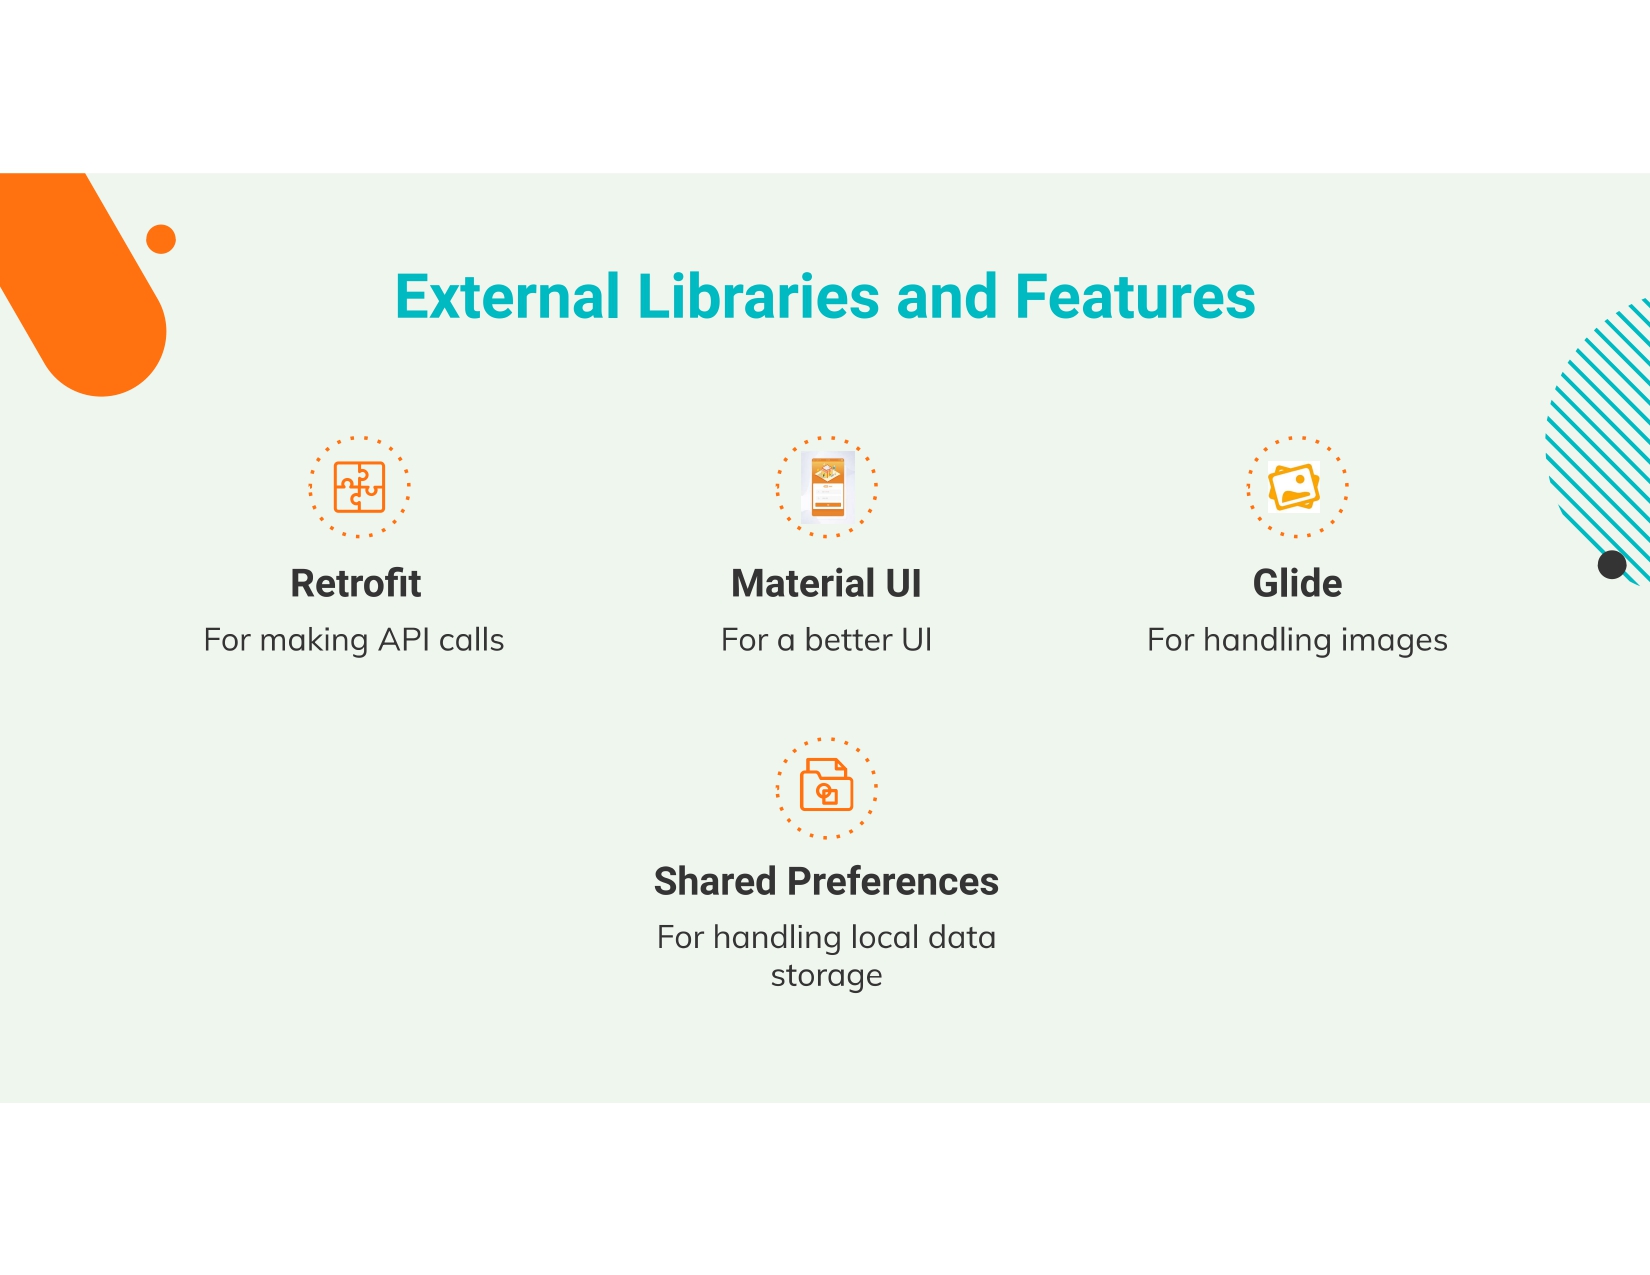 External Libraries and Features
Retrofit
For making API calls
Material UI
For a better UI
Glide
For handling images
Shared Preferences
For handling local data
storage